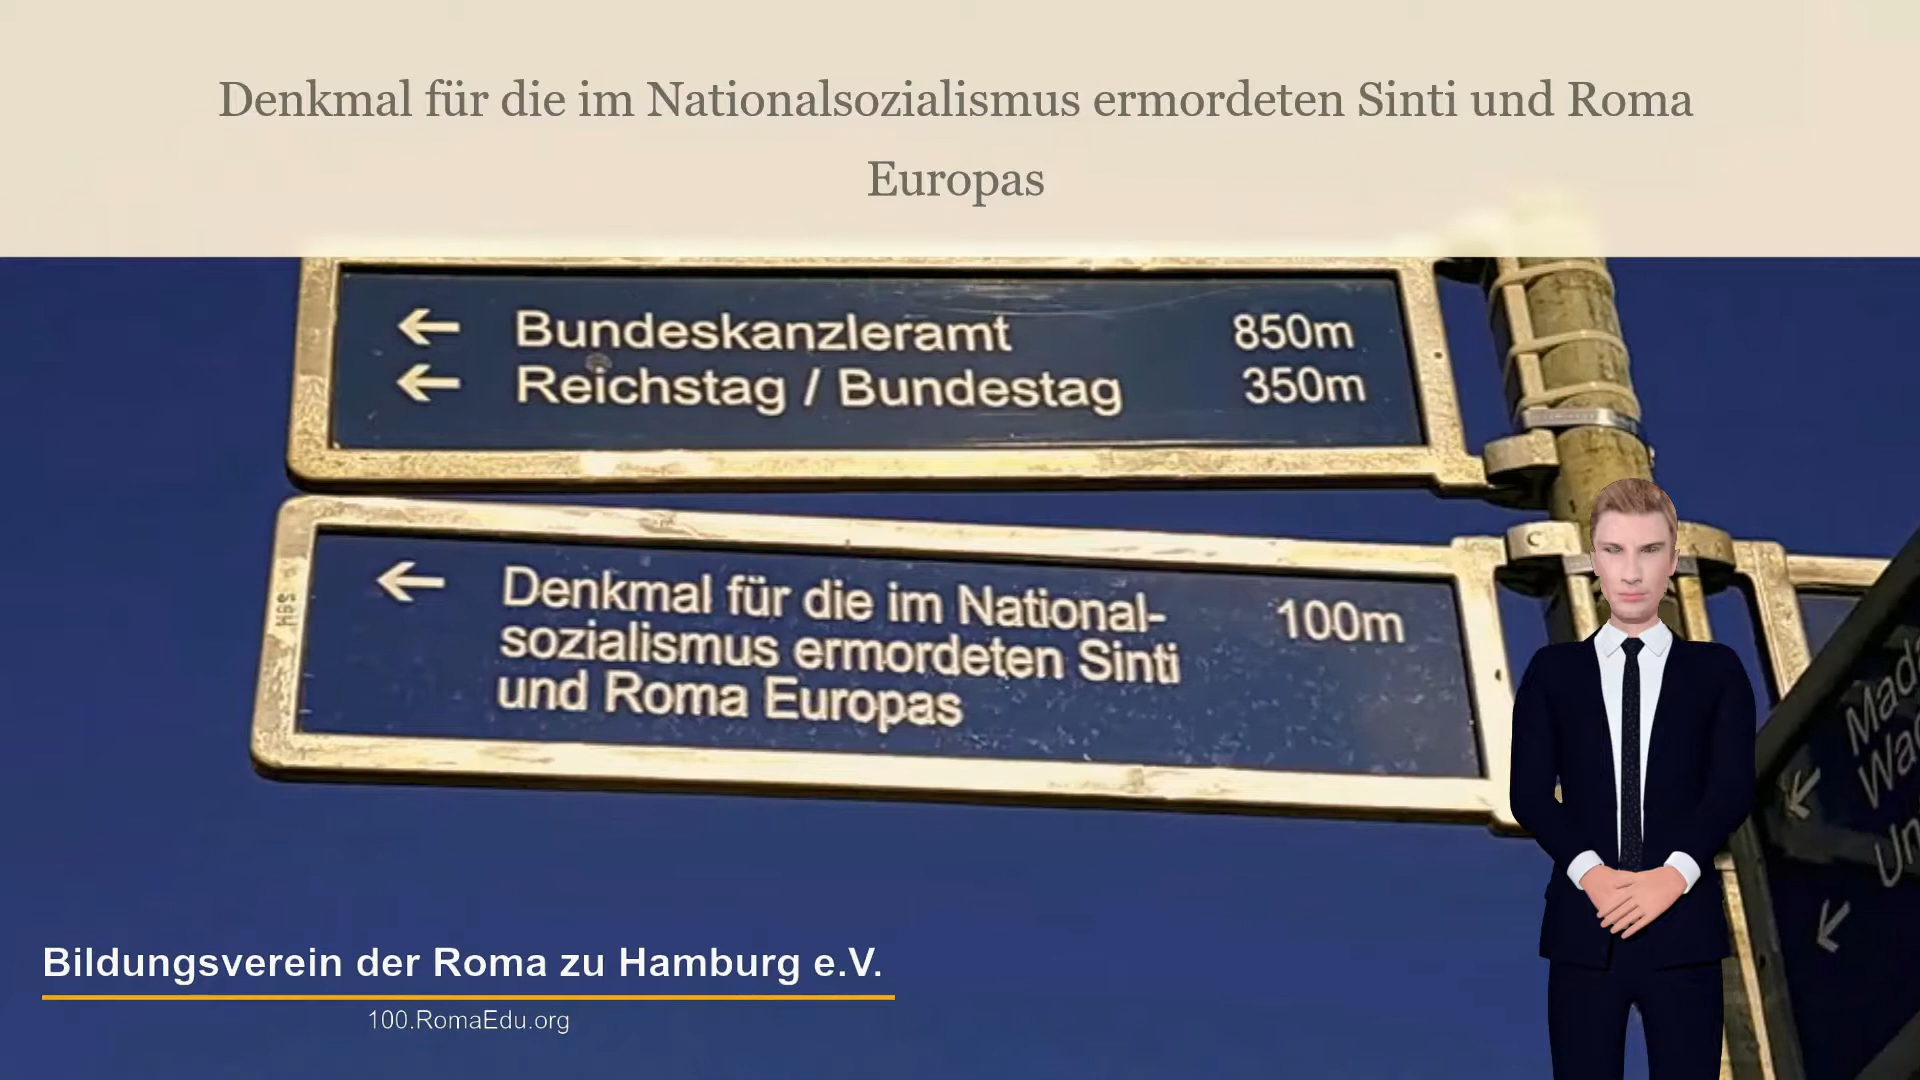 Denkmal für die im Nationalsozialismus ermordeten Sinti und Roma
Europas
← Bundeskanzleramt 850m
← Reichstag / Bundestag 350m
← Denkmal für die im National- 100m
sozialismus ermordeten Sinti
und Roma Europas
HBS
Bildungsverein der Roma zu Hamburg e.V.
100.RomaEdu.org